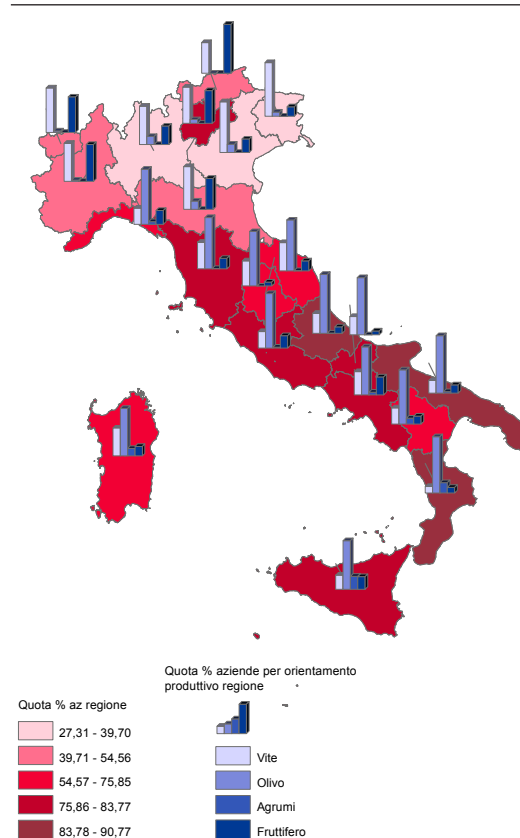 Quota % aziende per orientamento
produttivo regione
Quota % az regione
27,31 - 39,70
39,71 - 54,56
54,57 - 75,85
75,86 - 83,77
83,78 - 90,77
Vite
Olivo
Agrumi
Fruttifero